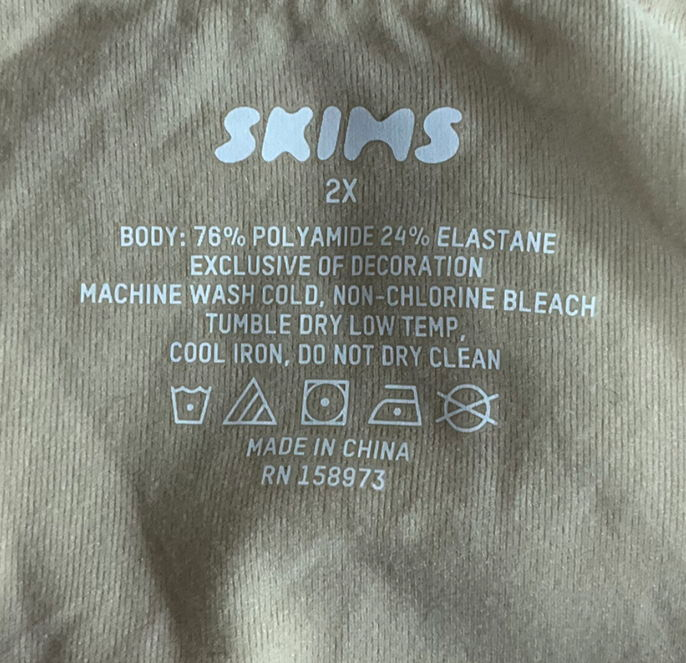 SKIMS
2X
BODY: 76% POLYAMIDE 24% ELASTANE
EXCLUSIVE OF DECORATION
MACHINE WASH COLD, NON-CHLORINE BLEACH
TUMBLE DRY LOW TEMP,
COOL IRON, DO NOT DRY CLEAN
MADE IN CHINA
RN 158973